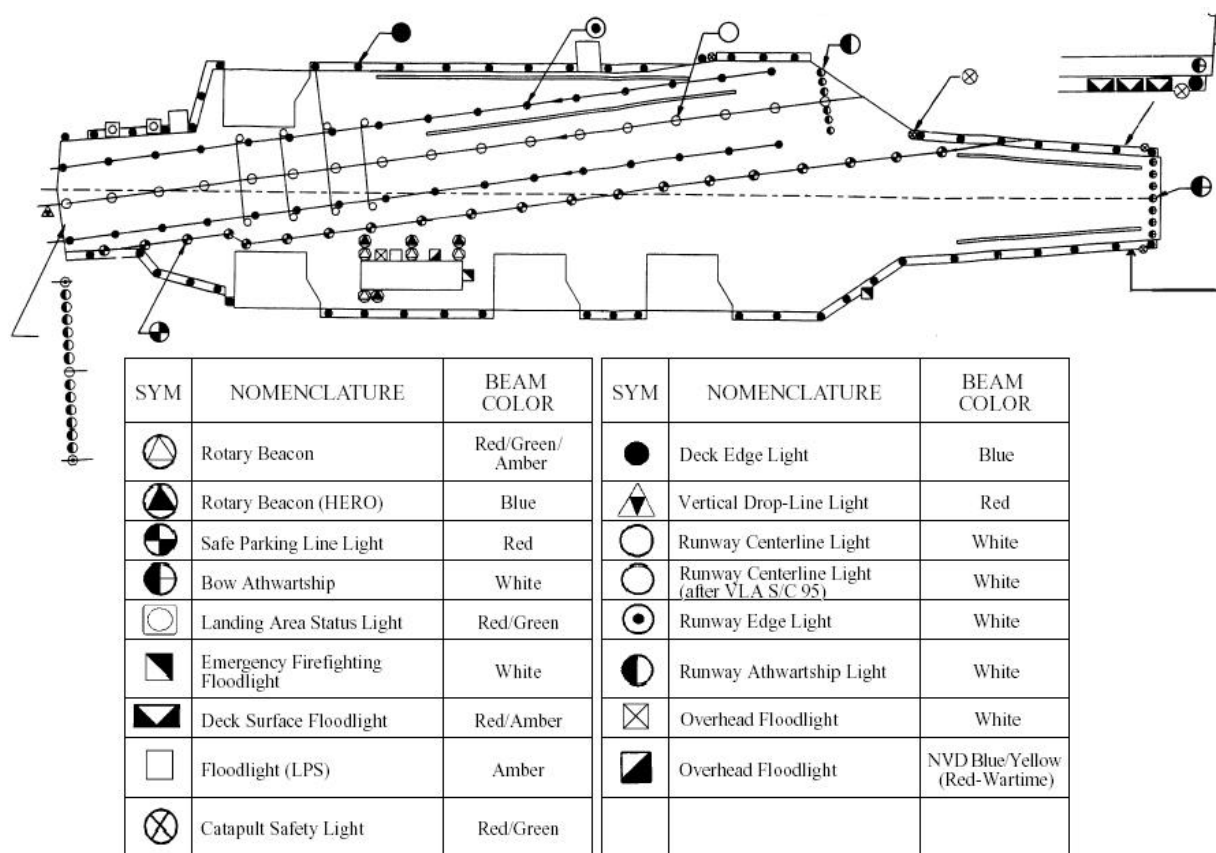 SYM NOMENCLATURE BEAM COLOR SYM NOMENCLATURE BEAM COLOR
Rotary Beacon Red/Green/ Amber Deck Edge Light Blue
Rotary Beacon (HERO) Blue Vertical Drop-Line Light Red
Safe Parking Line Light Red Runway Centerline Light White
Bow Athwartship White Runway Centerline Light (after VLA S/C 95) White
Landing Area Status Light Red/Green Runway Edge Light White
Emergency Firefighting Floodlight White Runway Athwartship Light White
Deck Surface Floodlight Red/Amber Overhead Floodlight White
Floodlight (LPS) Amber Overhead Floodlight NVD Blue/Yellow (Red-Wartime)
Catapult Safety Light Red/Green